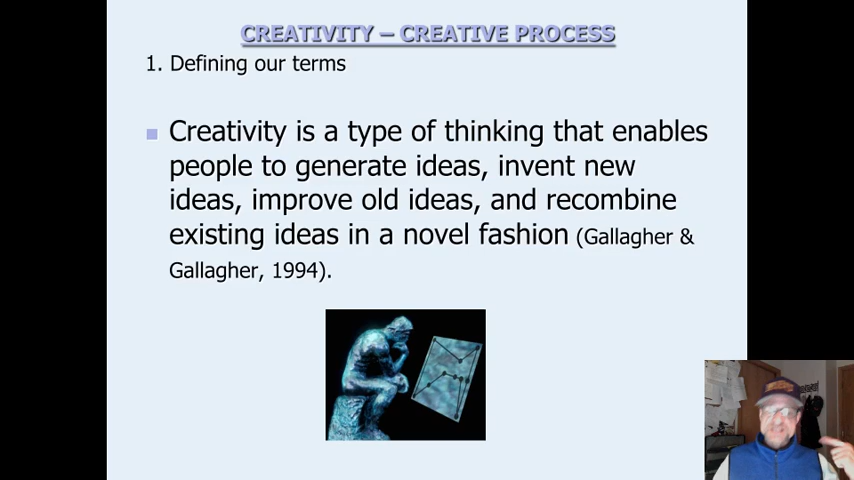 CREATIVITY – CREATIVE PROCESS
1. Defining our terms
Creativity is a type of thinking that enables
people to generate ideas, invent new
ideas, improve old ideas, and recombine
existing ideas in a novel fashion (Gallagher &
Gallagher, 1994).